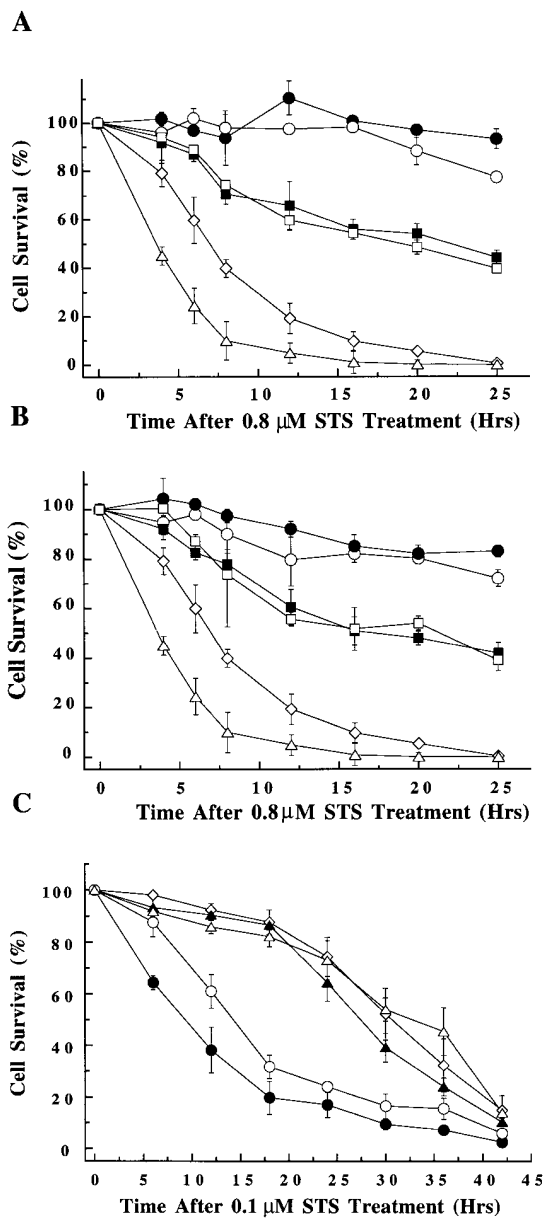 A
100
80
60
40
20
0
Cell Survival (%)
0 5 10 15 20 25
Time After 0.8 µM STS Treatment (Hrs)
B
100
80
60
40
20
0
Cell Survival (%)
0 5 10 15 20 25
Time After 0.8 µM STS Treatment (Hrs)
C
100
80
60
40
20
0
Cell Survival (%)
0 5 10 15 20 25 30 35 40 45
Time After 0.1 µM STS Treatment (Hrs)